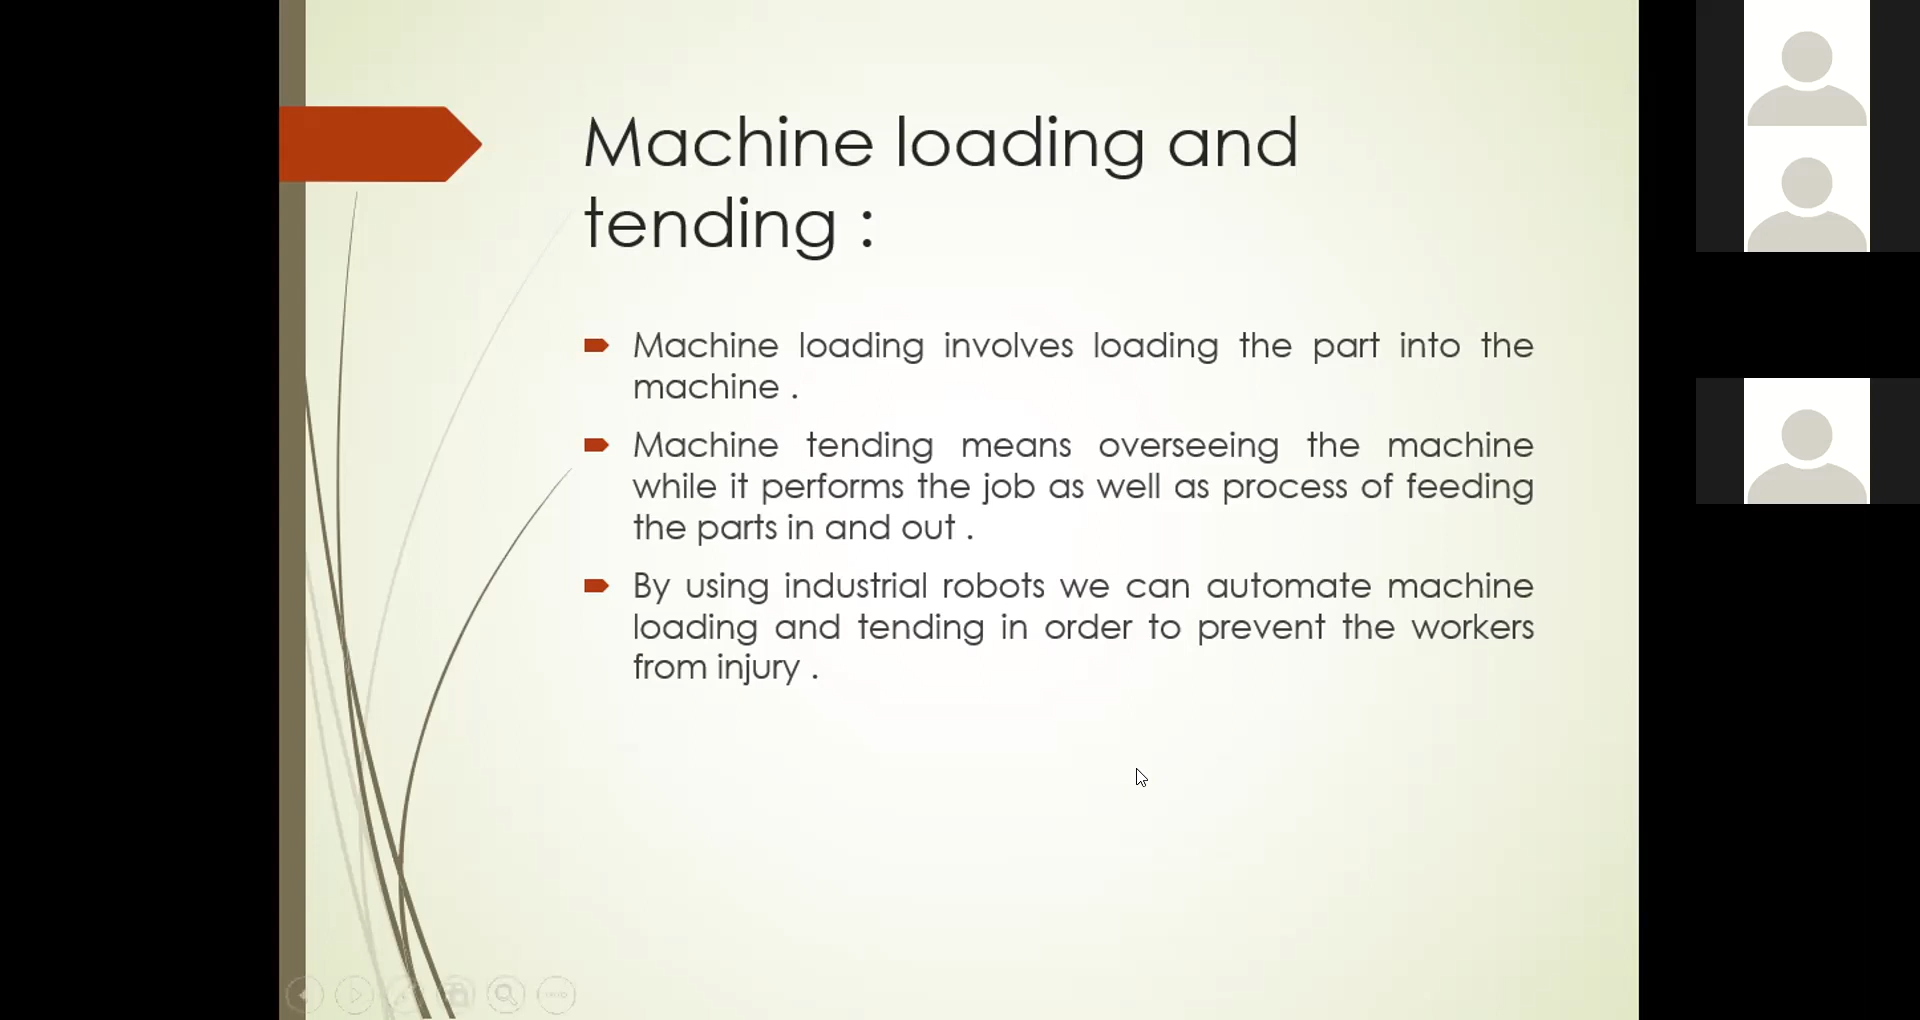 Machine loading and
tending :
Machine loading involves loading the part into the
machine .
Machine tending means overseeing the machine
while it performs the job as well as process of feeding
the parts in and out .
By using industrial robots we can automate machine
loading and tending in order to prevent the workers
from injury .